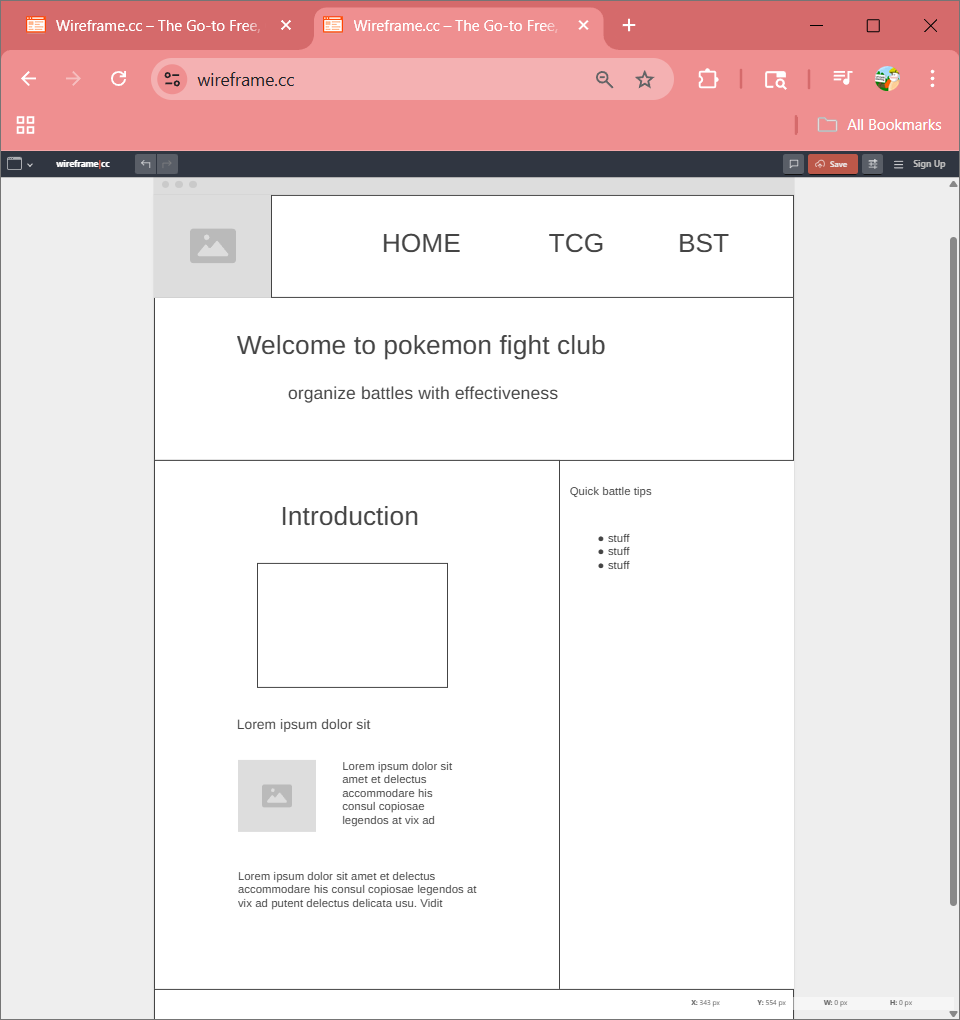 Wireframe.cc – The Go-to Free,
Wireframe.cc – The Go-to Free,
wireframe.cc
All Bookmarks
wireframe|cc
Save
Sign Up
HOME TCG BST
Welcome to pokemon fight club
organize battles with effectiveness
Introduction
Lorem ipsum dolor sit
Lorem ipsum dolor sit
amet et delectus
accommodare his
consul copiosae
legendos at vix ad
Lorem ipsum dolor sit amet et delectus
accommodare his consul copiosae legendos at
vix ad putent delectus delicata usu. Vidit
Quick battle tips
● stuff
● stuff
● stuff
X: 343 px Y: 554 px W: 0 px H: 0 px